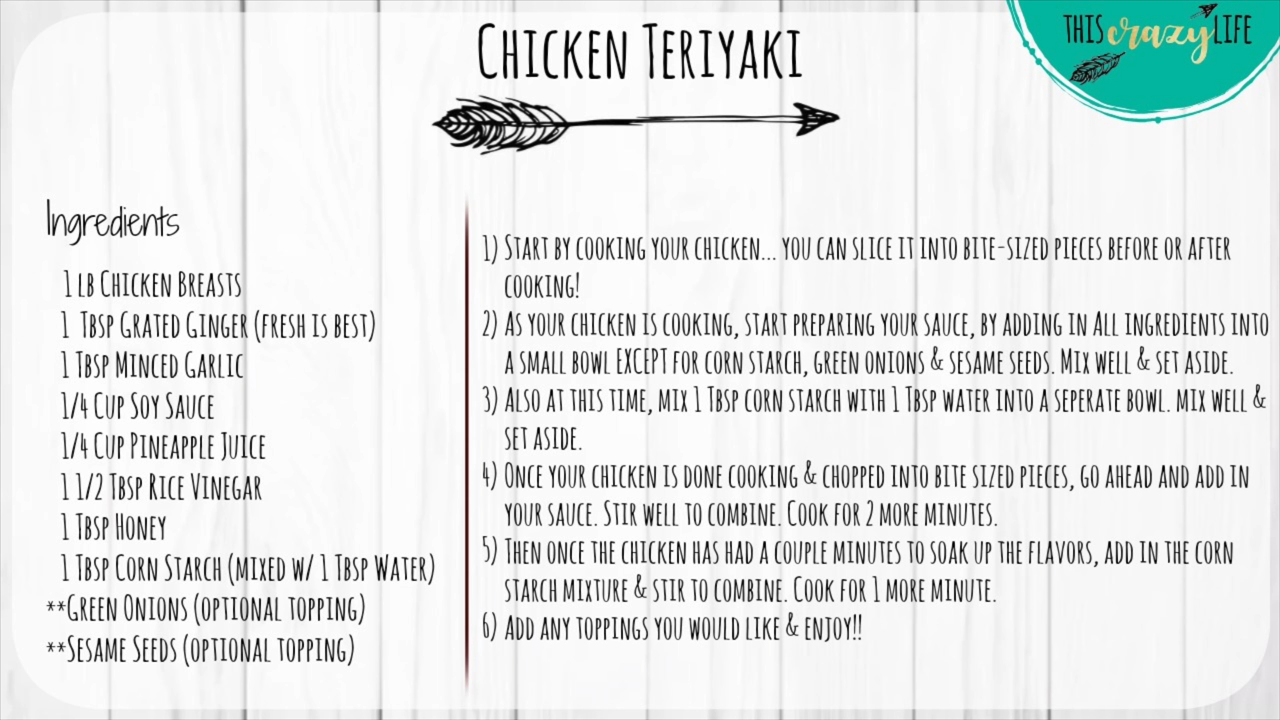 Chicken Teriyaki
THIS crazy LIFE
Ingredients
1 lb Chicken Breasts
1 Tbsp Grated Ginger (fresh is best)
1 Tbsp Minced Garlic
1/4 Cup Soy Sauce
1/4 Cup Pineapple Juice
1 1/2 Tbsp Rice Vinegar
1 Tbsp Honey
1 Tbsp Corn Starch (mixed w/ 1 Tbsp Water)
**Green Onions (optional topping)
**Sesame Seeds (optional topping)
1) Start by cooking your chicken... you can slice it into bite-sized pieces before or after
cooking!
2) As your chicken is cooking, start preparing your sauce, by adding in All ingredients into
a small bowl EXCEPT for corn starch, green onions & sesame seeds. Mix well & set aside.
3) Also at this time, mix 1 Tbsp corn starch with 1 Tbsp water into a seperate bowl. mix well &
set aside.
4) Once your chicken is done cooking & chopped into bite sized pieces, go ahead and add in
your sauce. Stir well to combine. Cook for 2 more minutes.
5) Then once the chicken has had a couple minutes to soak up the flavors, add in the corn
starch mixture & stir to combine. Cook for 1 more minute.
6) Add any toppings you would like & enjoy!!